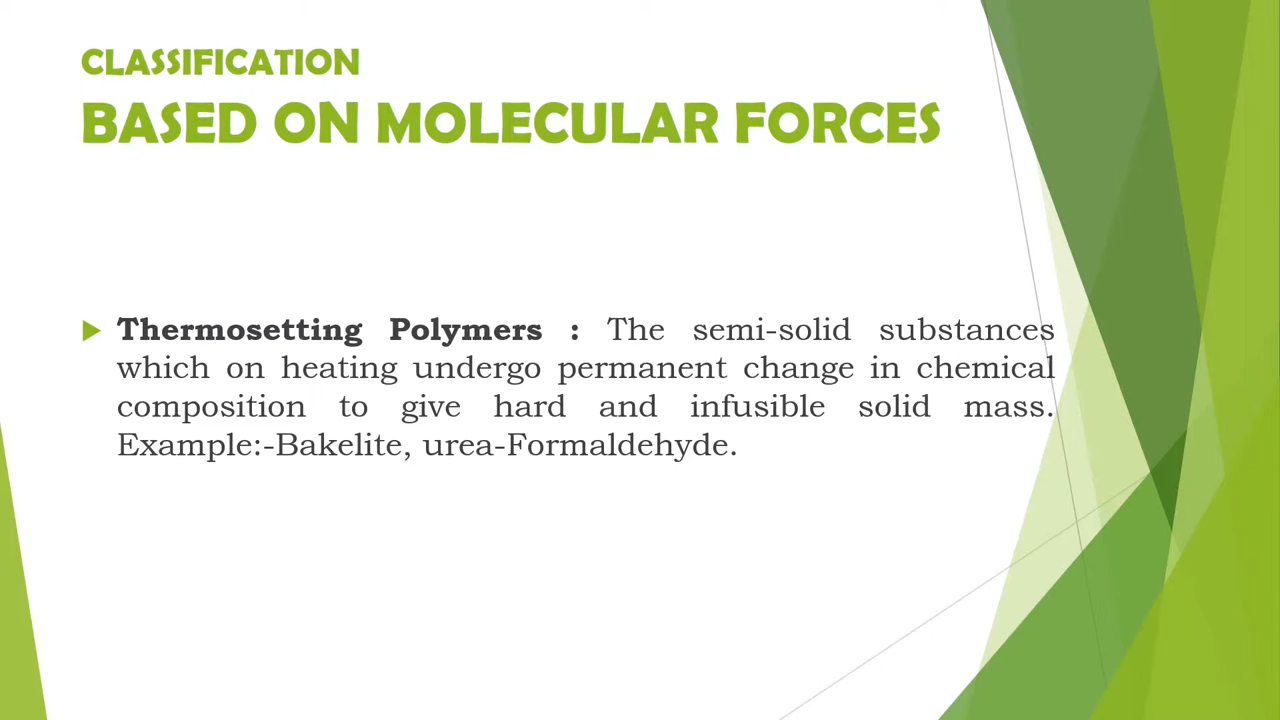 CLASSIFICATION
BASED ON MOLECULAR FORCES
Thermosetting Polymers : The semi-solid substances
which on heating undergo permanent change in chemical
composition to give hard and infusible solid mass.
Example:-Bakelite, urea-Formaldehyde.